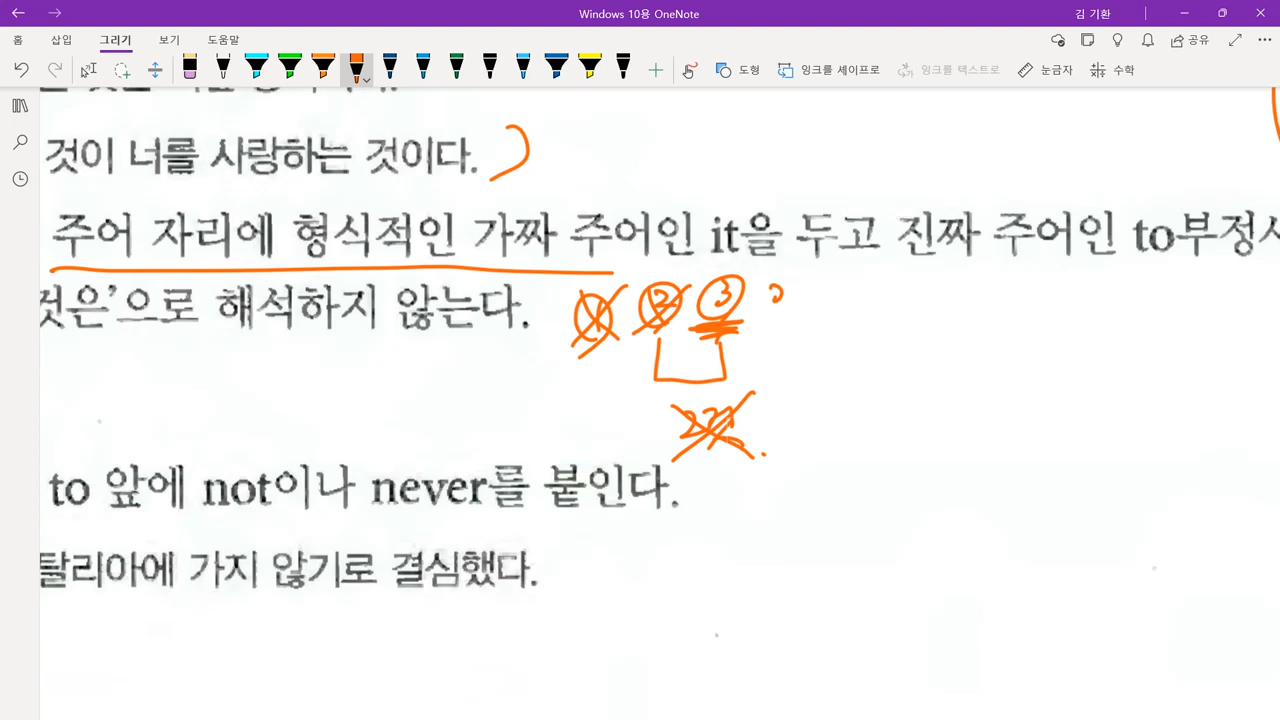 Windows 10용 OneNote
김 기환
홈 삽입 그리기 보기 도움말
공유
도형 잉크를 셰이프로 잉크를 텍스트로 눈금자 수학
것이 너를 사랑하는 것이다.
주어 자리에 형식적인 가짜 주어인 it을 두고 진짜 주어인 to부정사
것은'으로 해석하지 않는다. 1 2 3
to 앞에 not이나 never를 붙인다.
탈리아에 가지 않기로 결심했다.